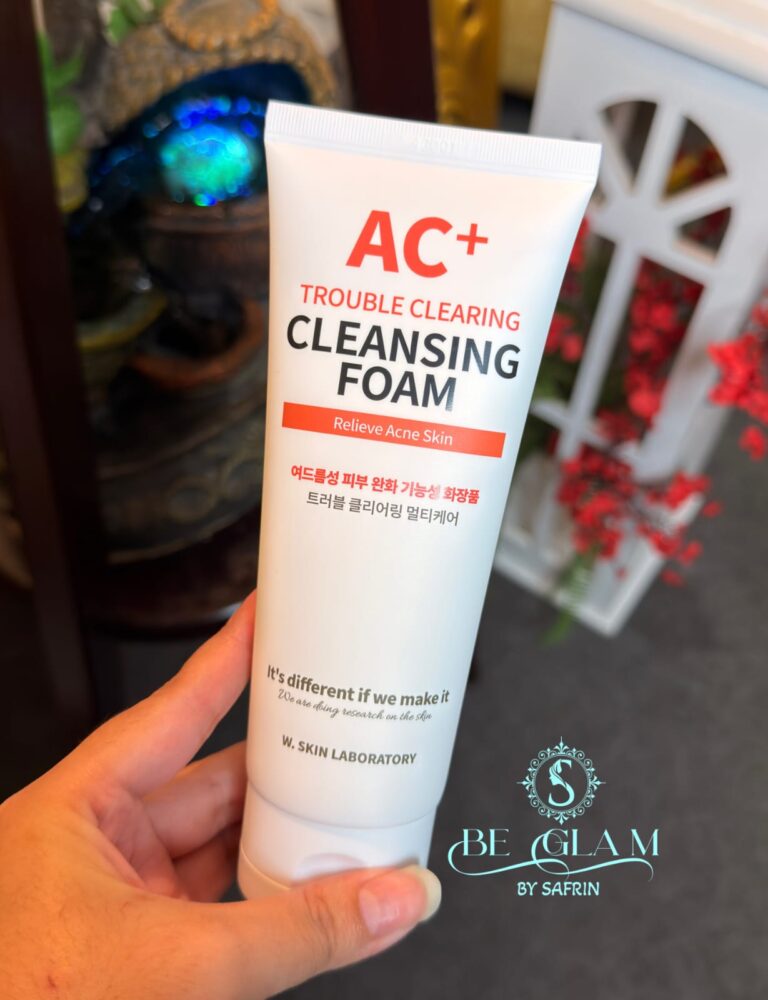 AC+
TROUBLE CLEARING
CLEANSING
FOAM
Relieve Acne Skin
여드름성 피부 완화 기능성 화장품
트러블 클리어링 멀티케어
It's different if we make it
We are doing research on the skin
W. SKIN LABORATORY
S
BE GLAM
BY SAFRIN